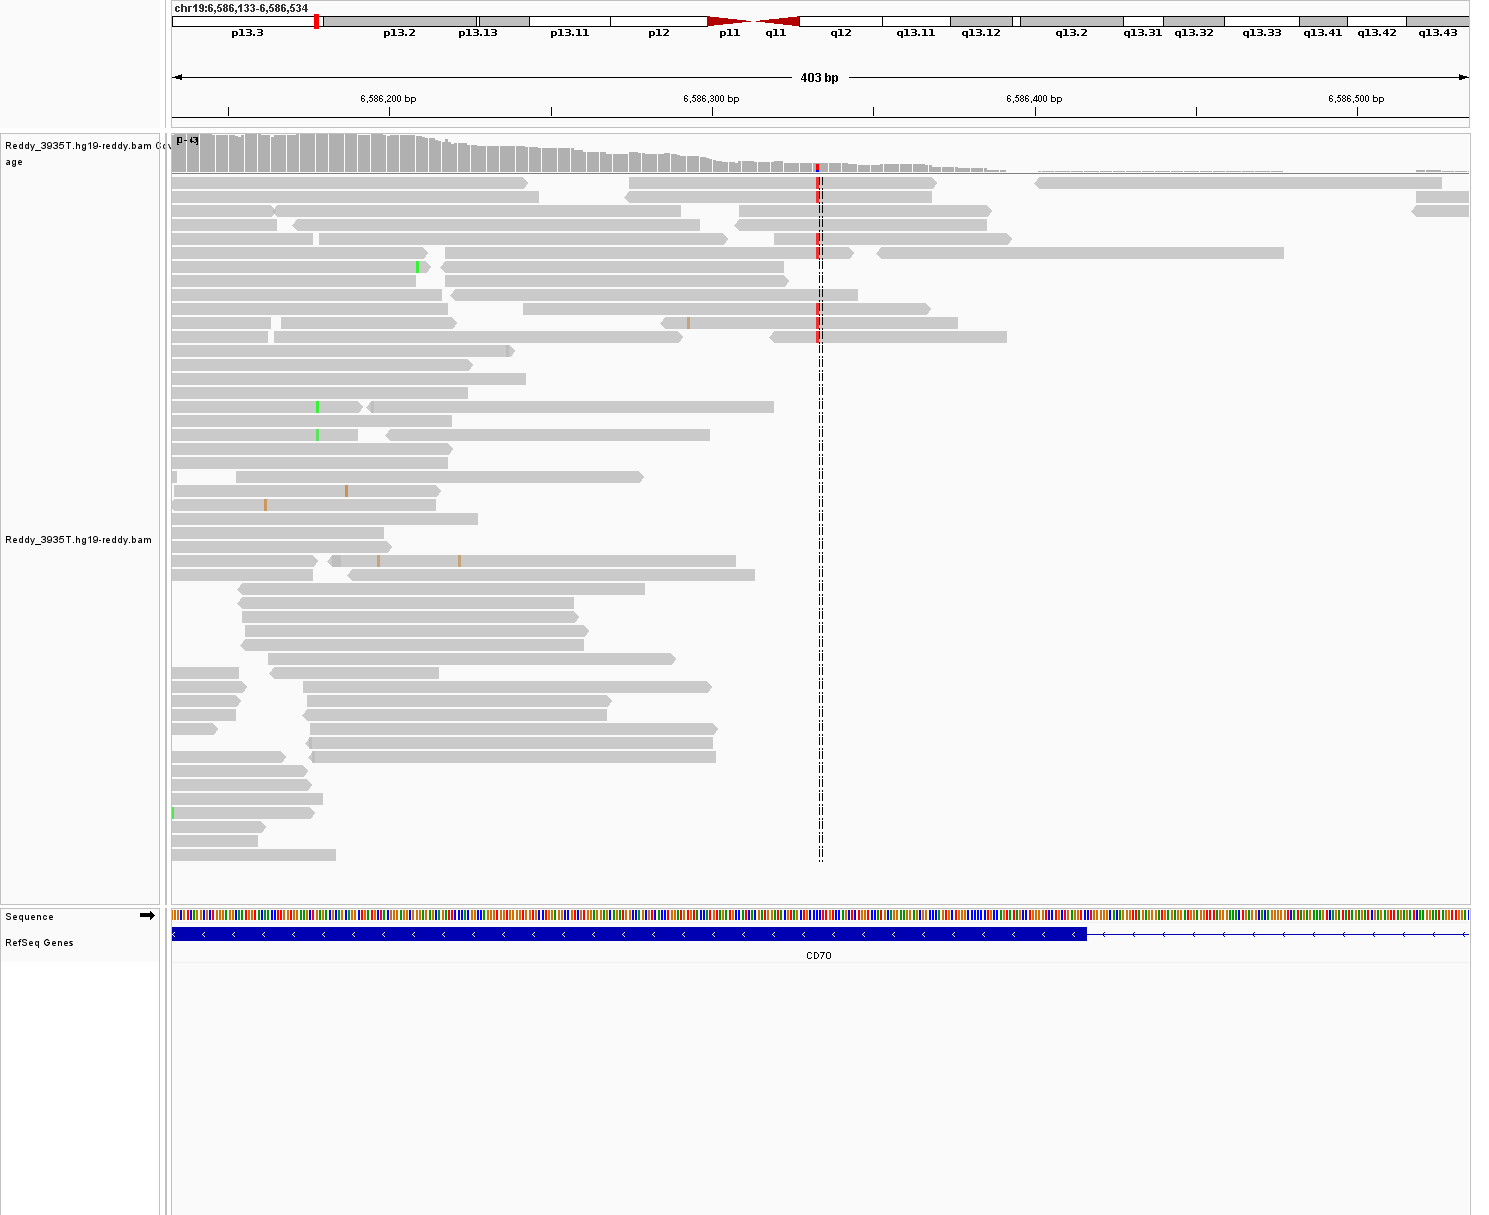 chr19:6,586,133-6,586,534
p13.3 p13.2 p13.13 p13.11 p12 p11 q11 q12 q13.11 q13.12 q13.2 q13.31 q13.32 q13.33 q13.41 q13.42 q13.43
403 bp
6,586,200 bp 6,586,300 bp 6,586,400 bp 6,586,500 bp
Reddy_3935T.hg19-reddy.bam
age
Reddy_3935T.hg19-reddy.bam
Sequence
RefSeq Genes
CD70